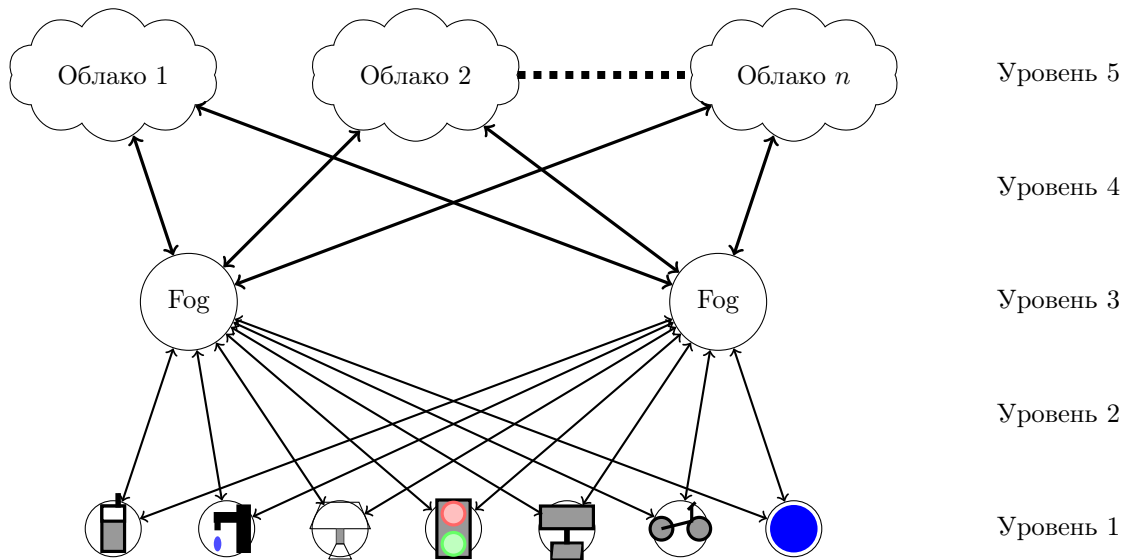 Облако 1
Облако 2
Облако n
Уровень 5
Уровень 4
Fog
Fog
Уровень 3
Уровень 2
Уровень 1